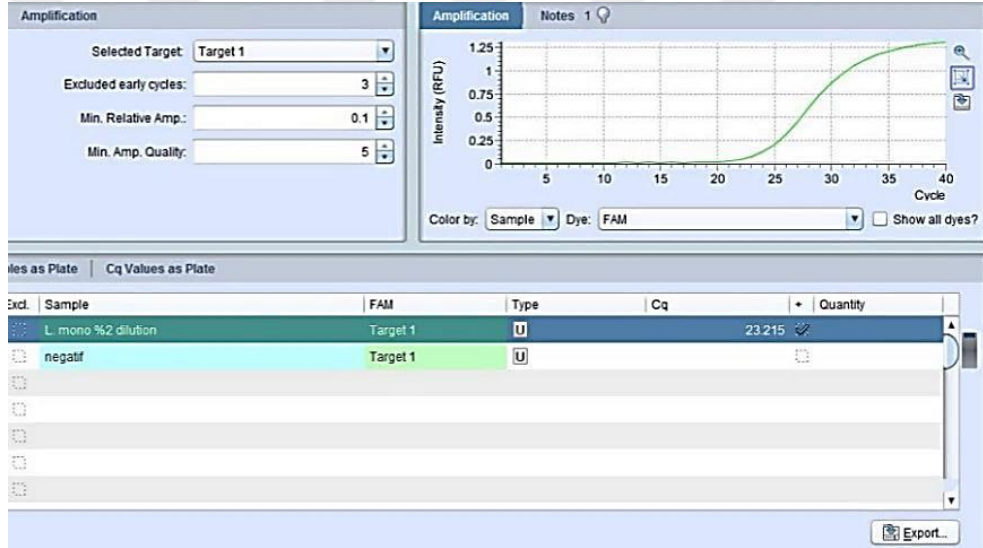 Amplification
Selected Target: Target 1
Excluded early cycles: 3
Min. Relative Amp.: 0.1
Min. Amp. Quality: 5
Amplification Notes 1
Intensity (RFU)
1.25
1
0.75
0.5
0.25
0
5 10 15 20 25 30 35 40
Cycle
Color by: Sample Dye: FAM Show all dyes?
les as Plate Cq Values as Plate
Excl. Sample FAM Type Cq + Quantity
L. mono %2 dilution Target 1 U 23.215
negatif Target 1 U
Export...